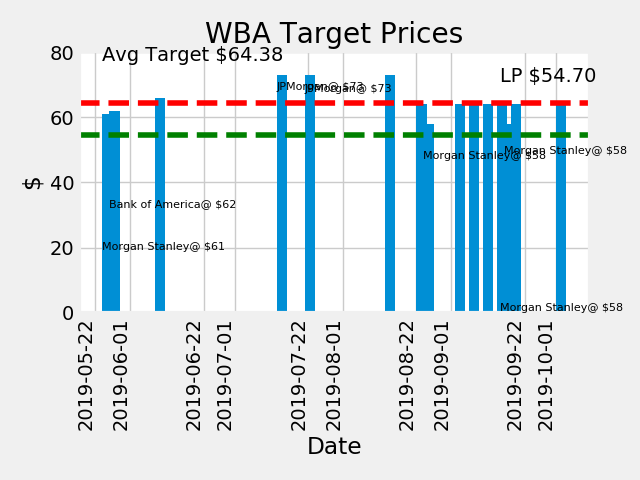 WBA Target Prices
Avg Target $64.38
LP $54.70
JPMorgan@ $73
JPMorgan@ $73
Morgan Stanley@ $58
Morgan Stanley@ $58
Bank of America@ $62
Morgan Stanley@ $61
Morgan Stanley@ $58
80
60
40
20
0
$
2019-05-22
2019-06-01
2019-06-22
2019-07-01
2019-07-22
2019-08-01
2019-08-22
2019-09-01
2019-09-22
2019-10-01
Date